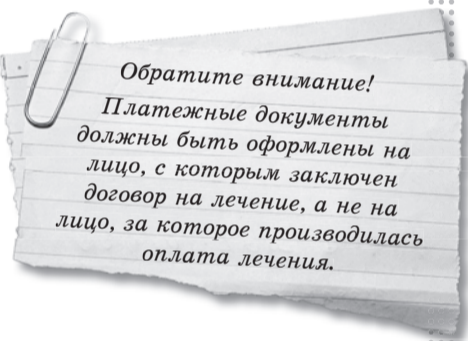 Обратите внимание!
Платежные документы
должны быть оформлены на
лицо, с которым заключен
договор на лечение, а не на
лицо, за которое производилась
оплата лечения.